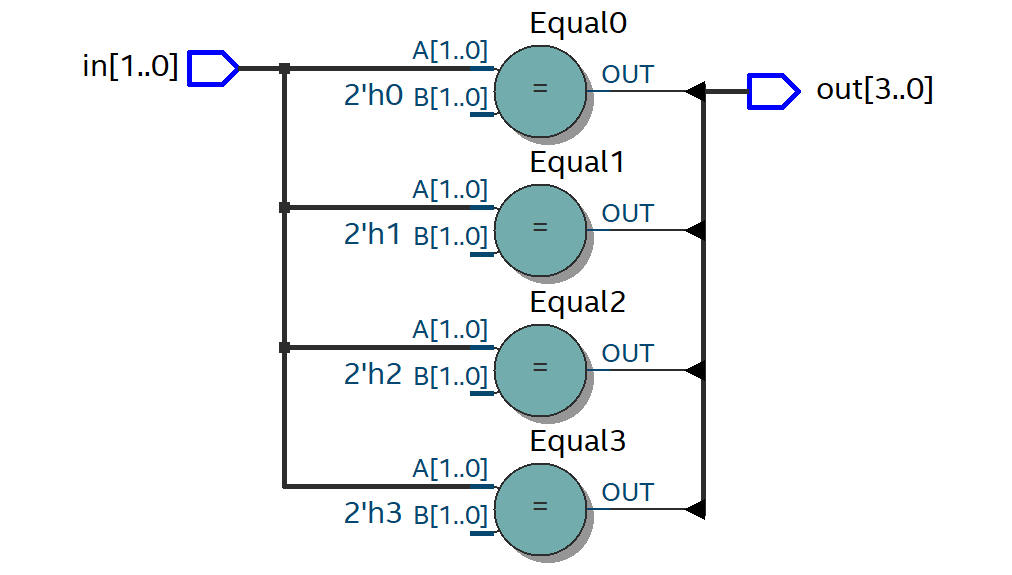 Equal0
in[1..0]
A[1..0]
2'h0 B[1..0]
=
OUT
out[3..0]
Equal1
A[1..0]
2'h1 B[1..0]
=
OUT
Equal2
A[1..0]
2'h2 B[1..0]
=
OUT
Equal3
A[1..0]
2'h3 B[1..0]
=
OUT